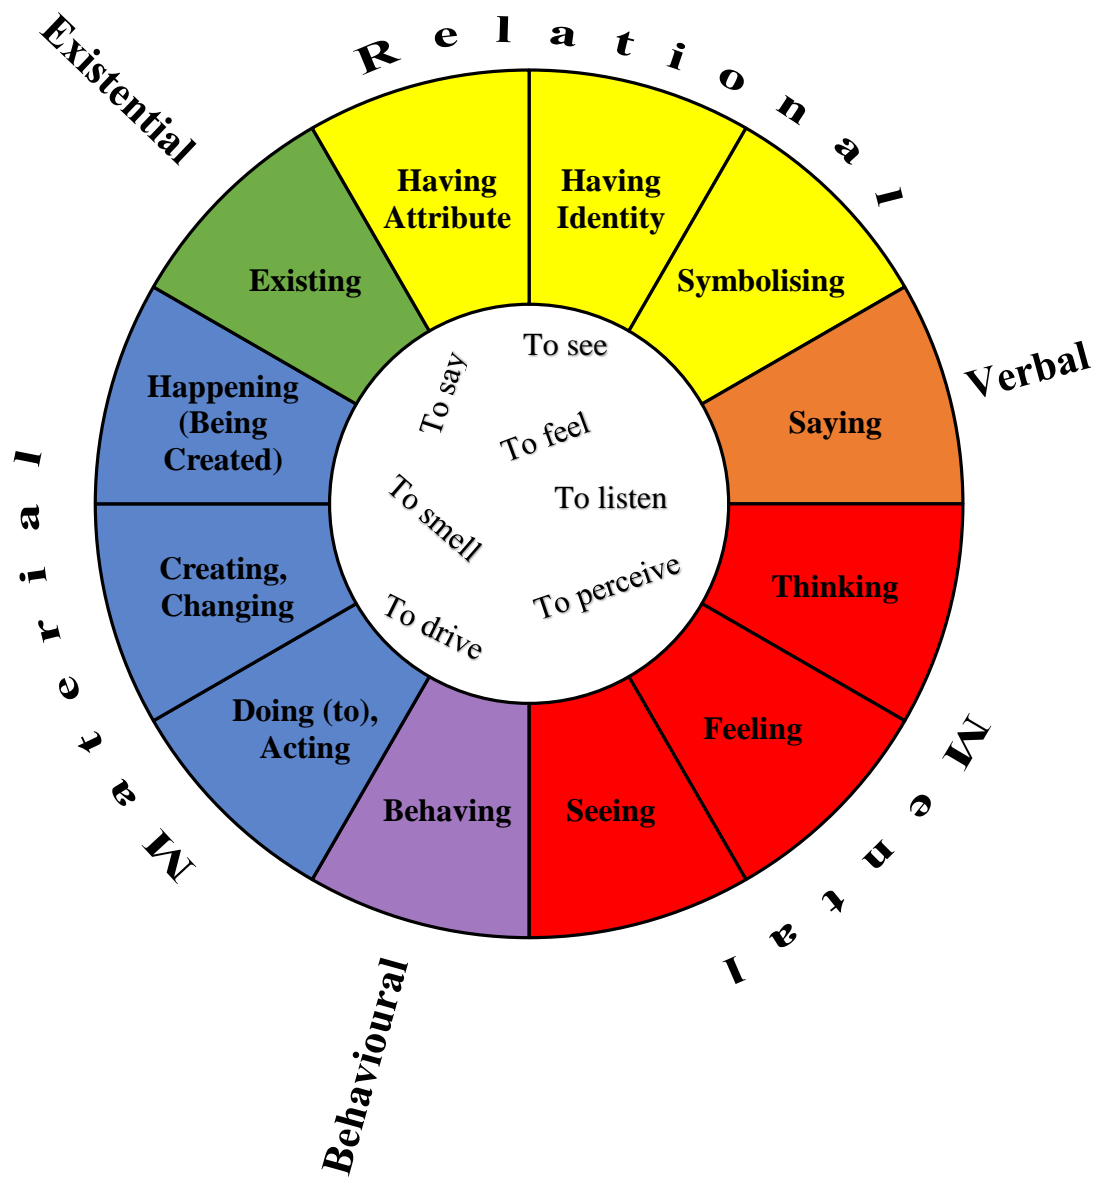 Existential
Relational
Having
Attribute
Having
Identity
Symbolising
Existing
Verbal
Saying
Happening
(Being
Created)
Material
Creating,
Changing
Doing (to),
Acting
Behaving
Seeing
Feeling
Thinking
Mental
Behavioural
To see
To say
To feel
To listen
To smell
To perceive
To drive